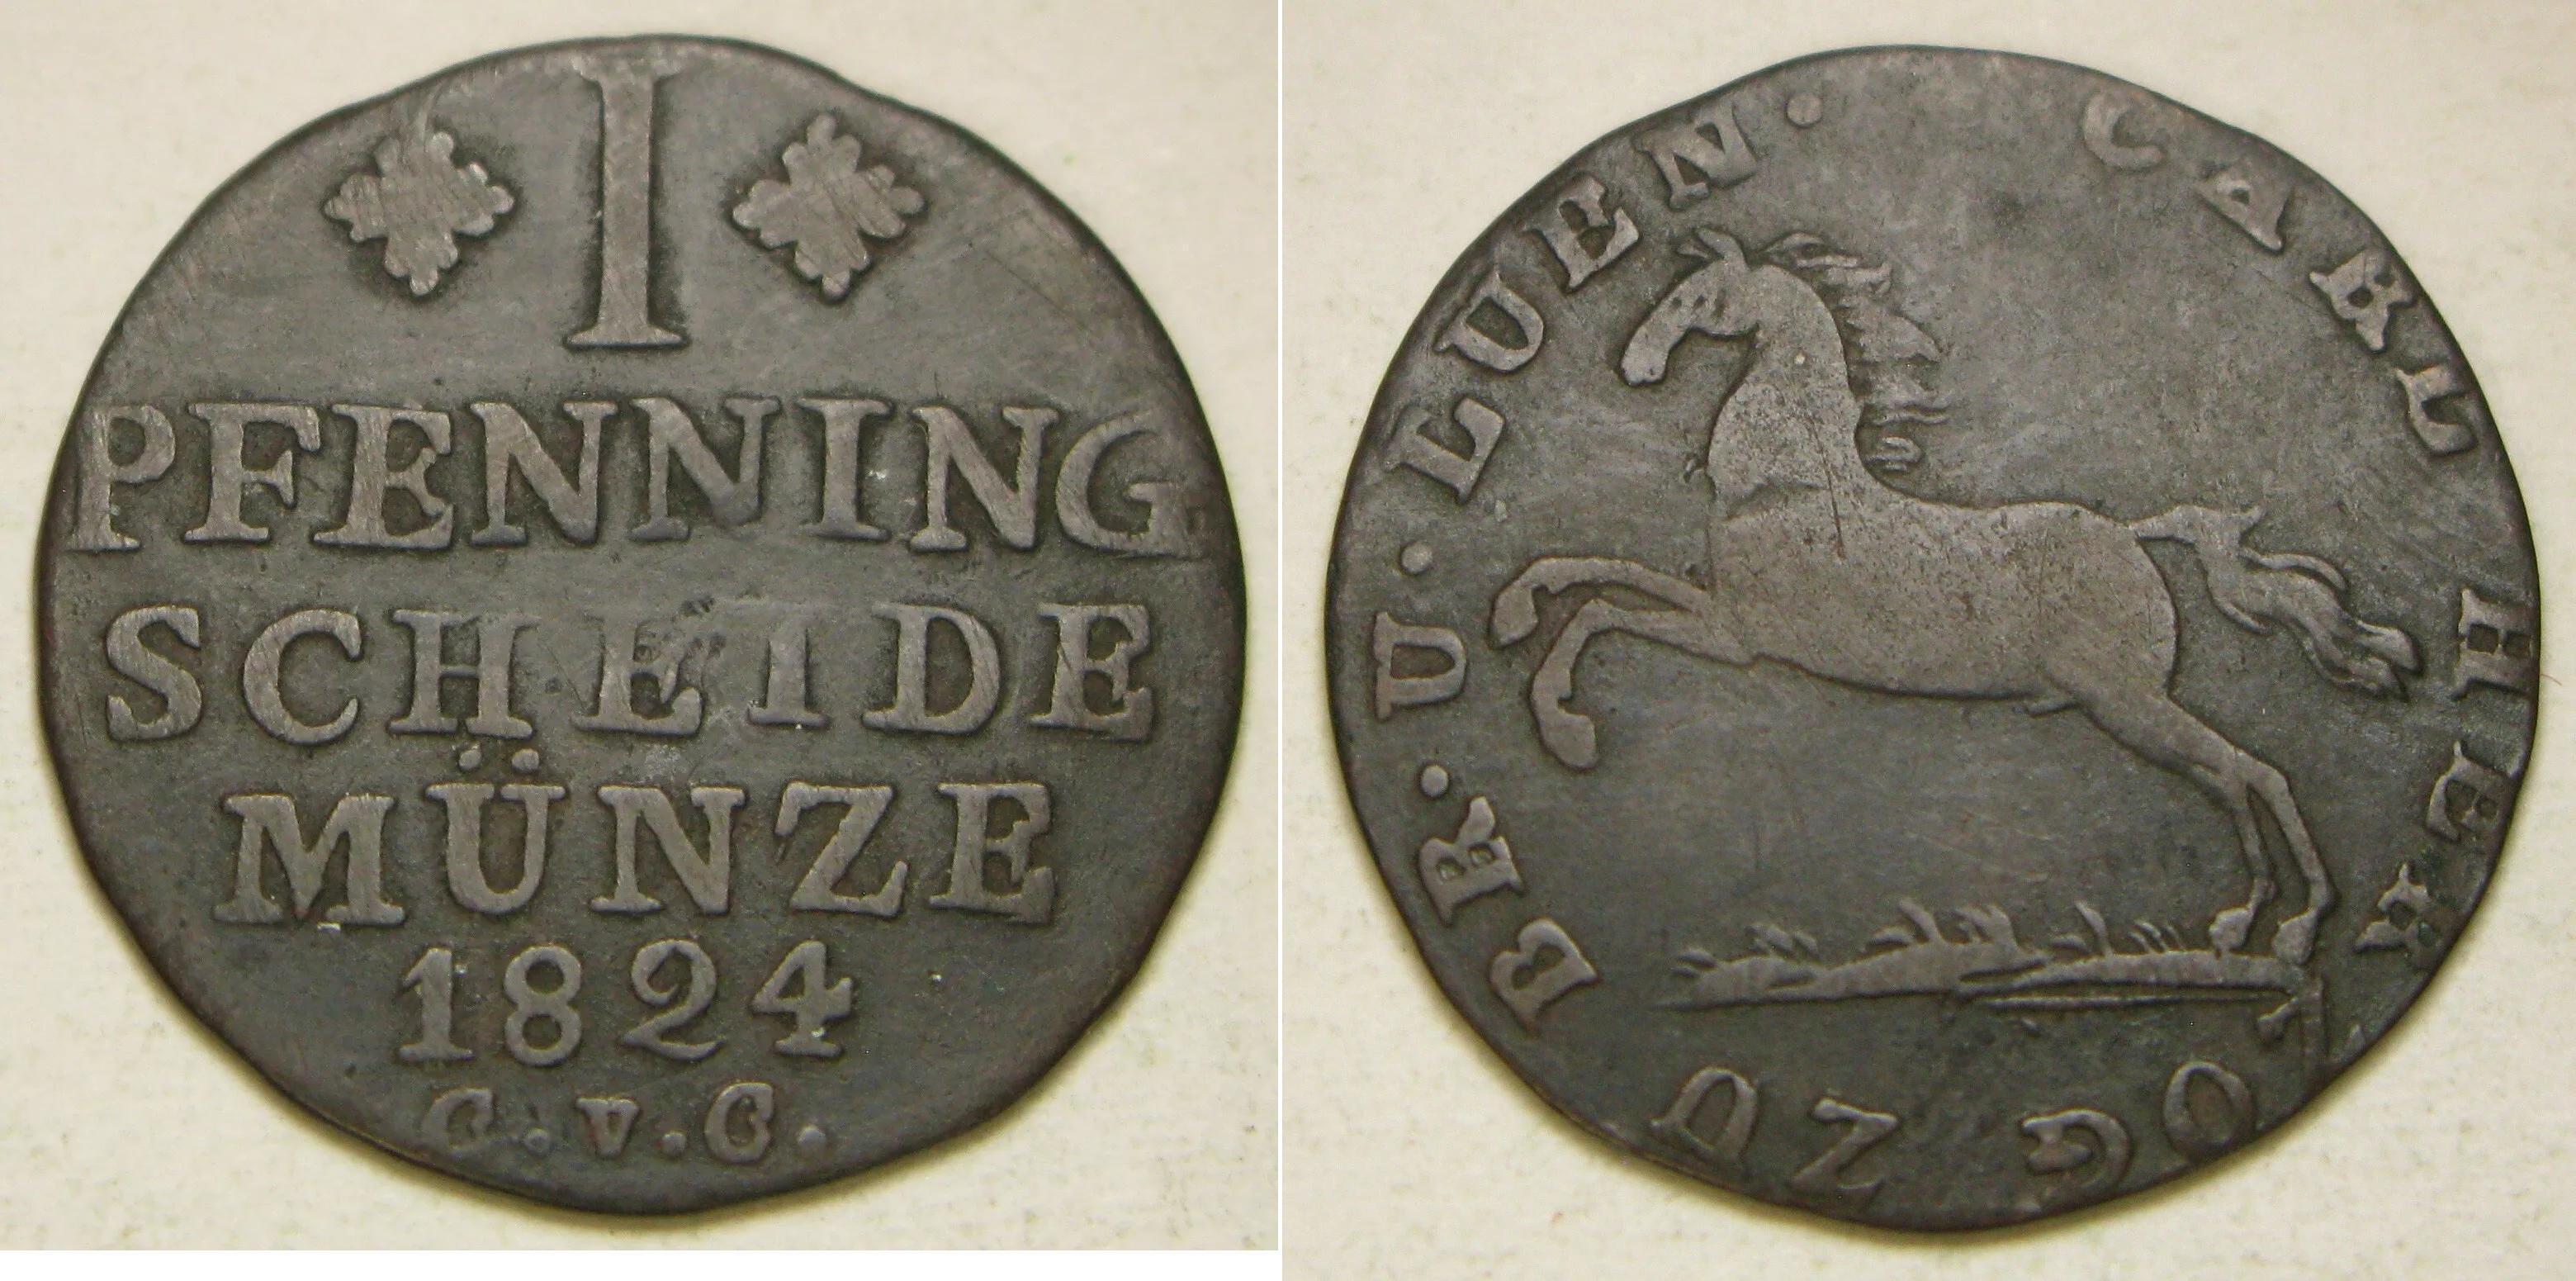 I
PFENNING
SCHEIDE
MÜNZE
1824
C.v.C.
CARL HERZOG ZU BR. U. LUEN.